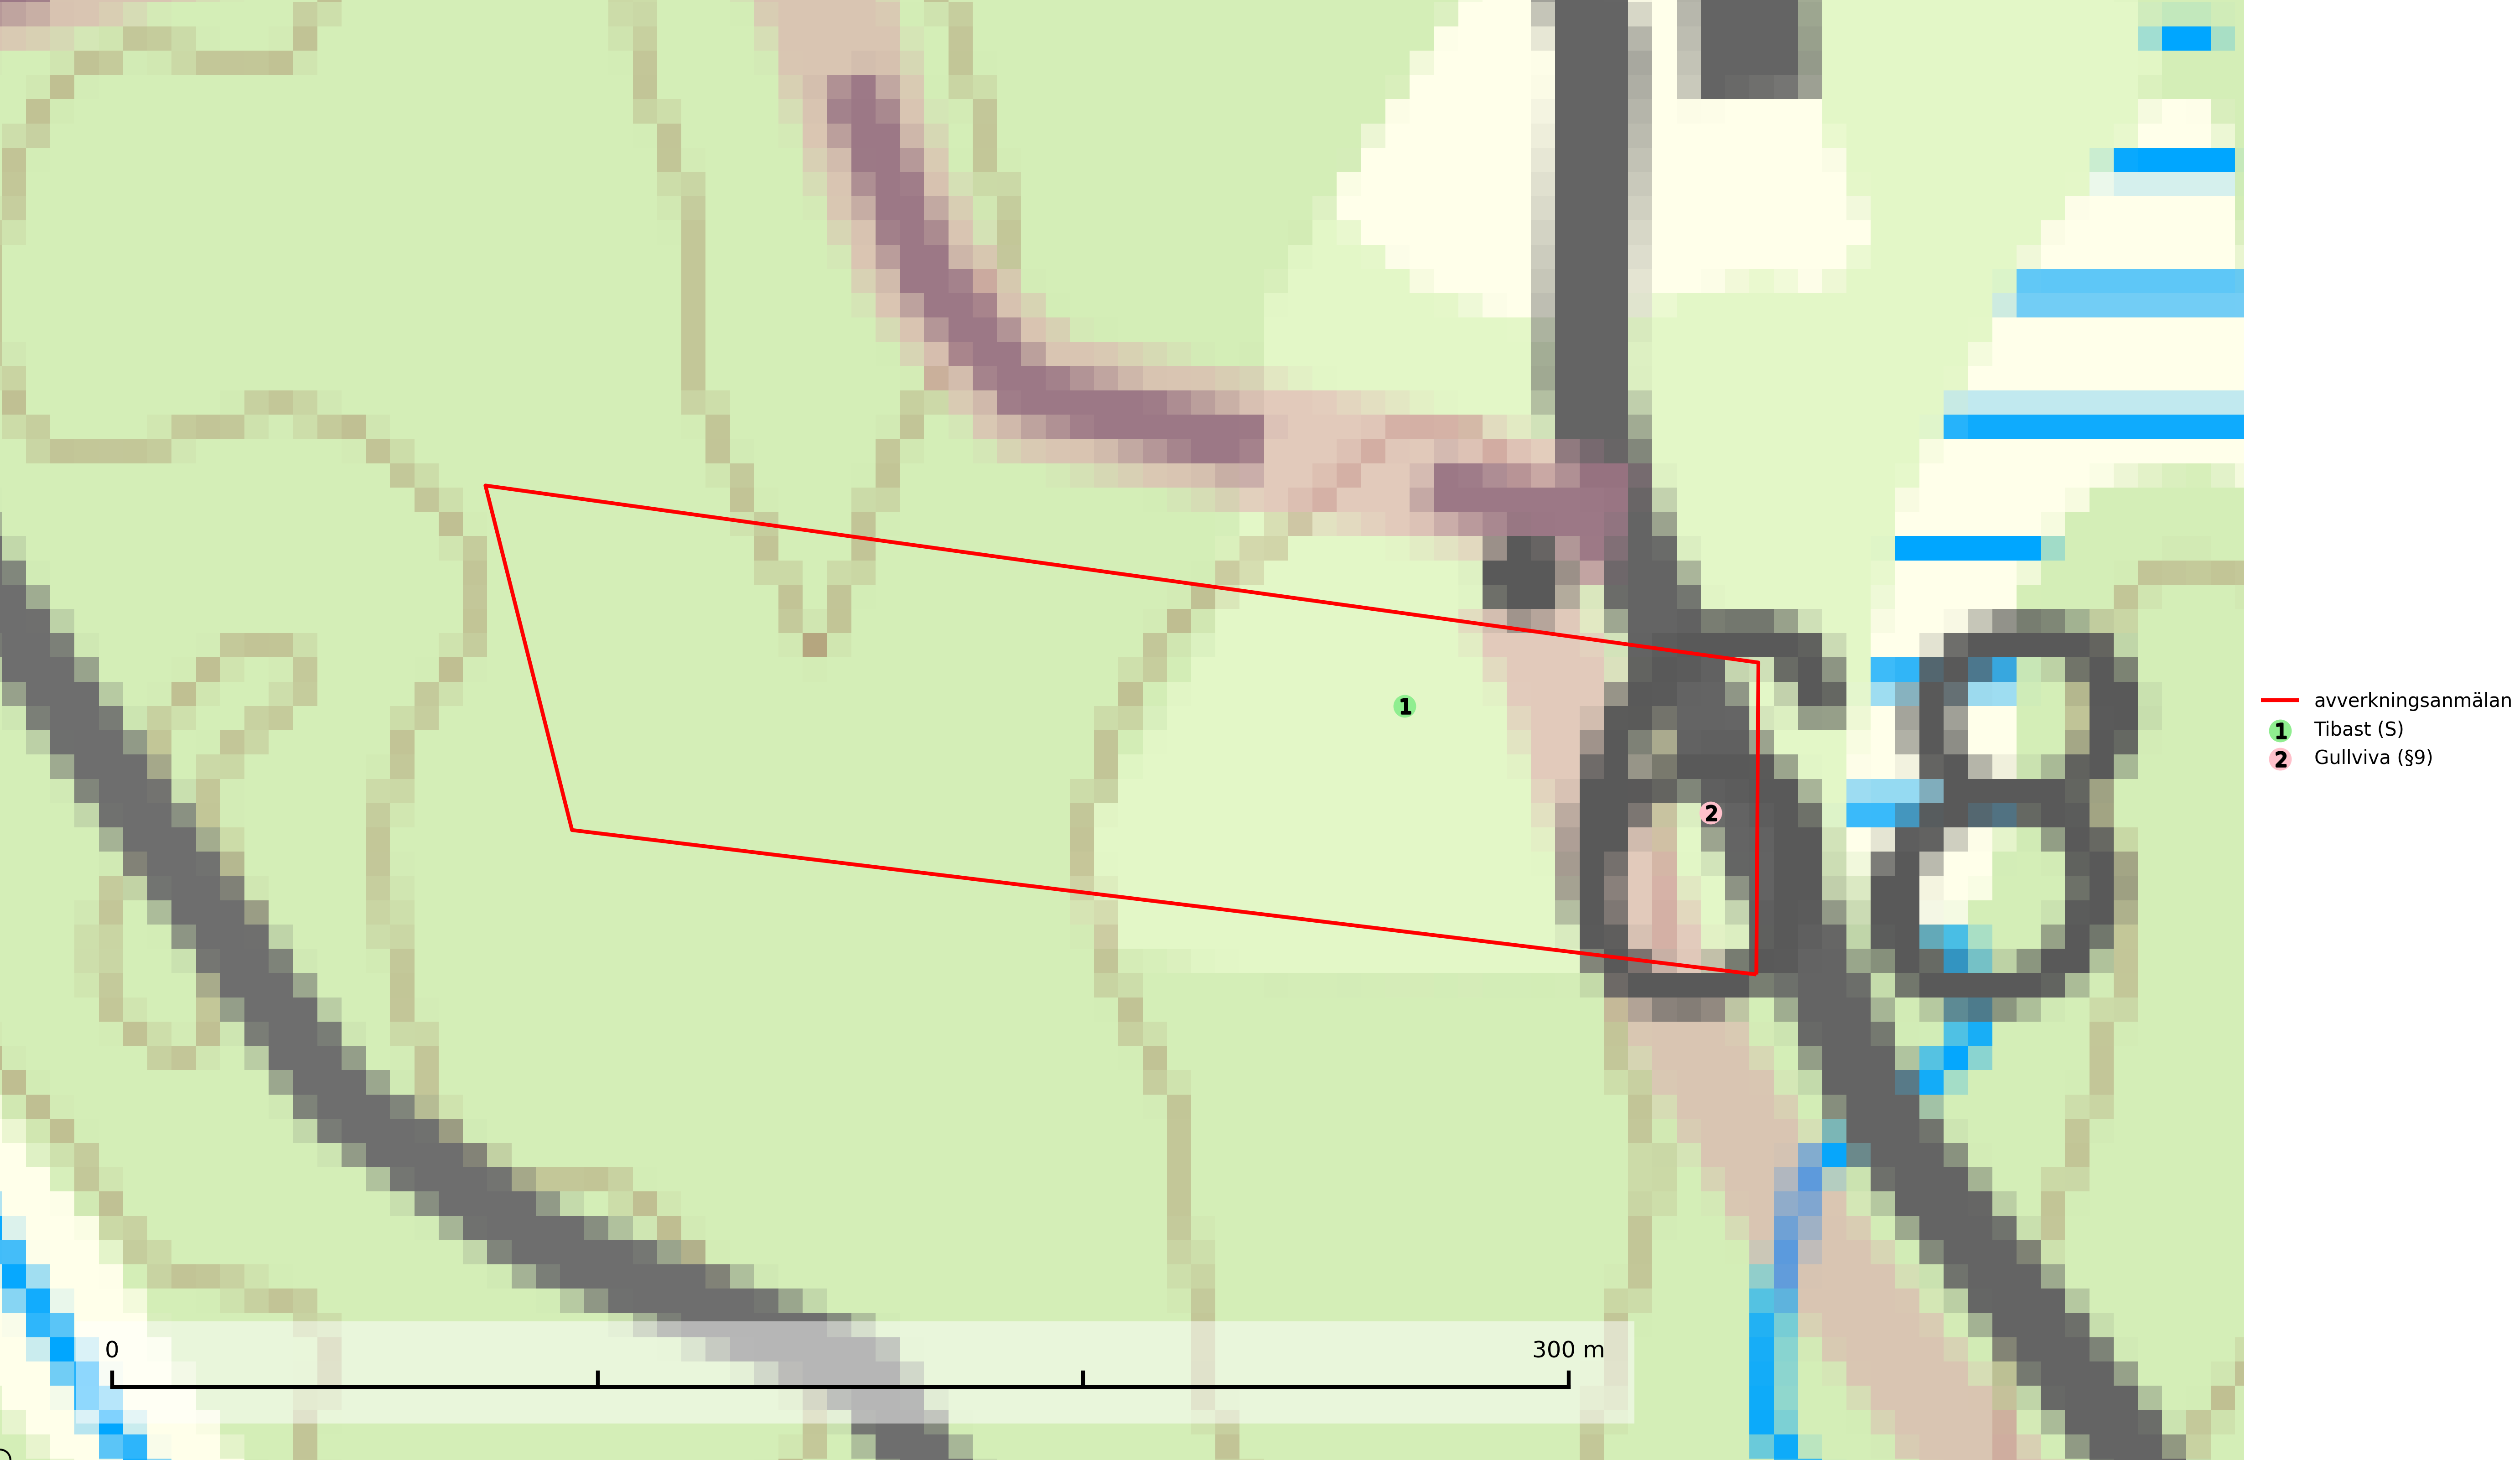 1
2
avverkningsanmälan
1 Tibast (S)
2 Gullviva (§9)
0 300 m